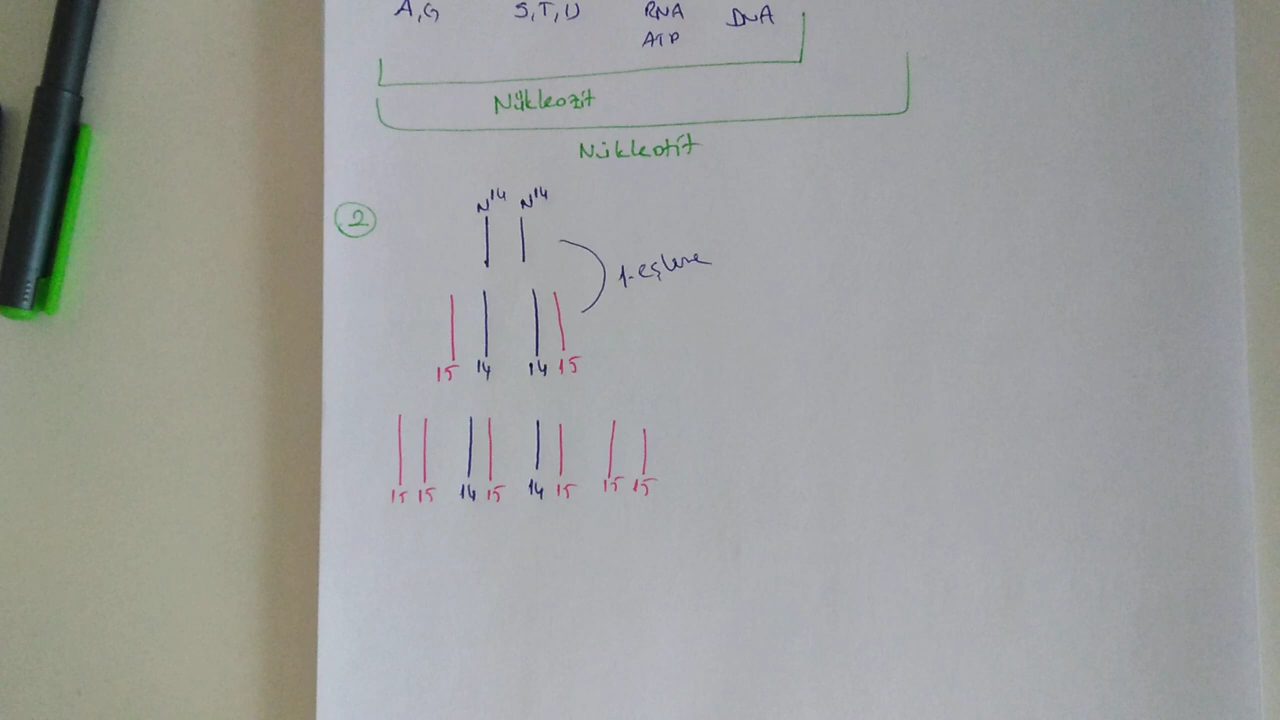 A,G S,T,U RNA DNA
ATP
Nükleozit
Nükleotit
2
N14 N14
1.eşleme
15 14 14 15
15 15 14 15 14 15 15 15